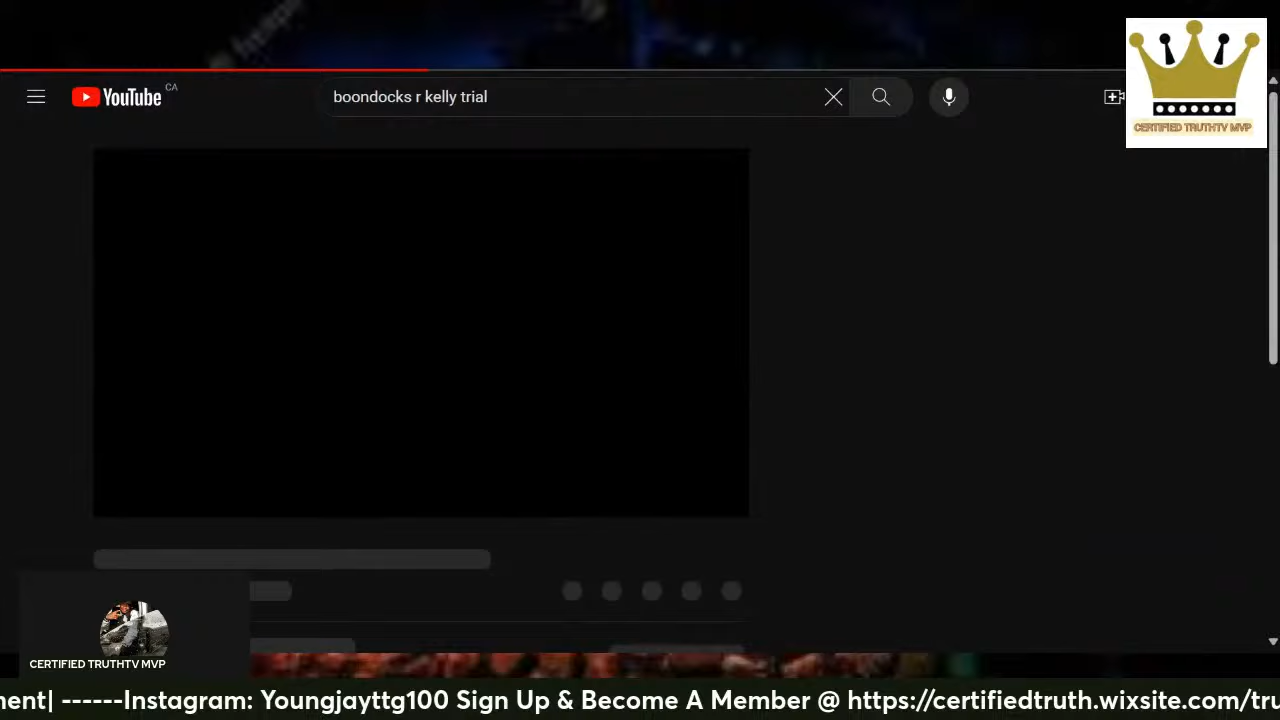 CA
YouTube
boondocks r kelly trial
CERTIFIED TRUTHTV MVP
CERTIFIED TRUTHTV MVP
nent| ------Instagram: Youngjayttg100 Sign Up & Become A Member @ https://certifiedtruth.wixsite.com/tru